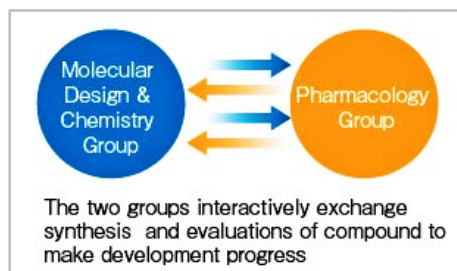 Molecular
Design &
Chemistry
Group
Pharmacology
Group
The two groups interactively exchange
synthesis and evaluations of compound to
make development progress